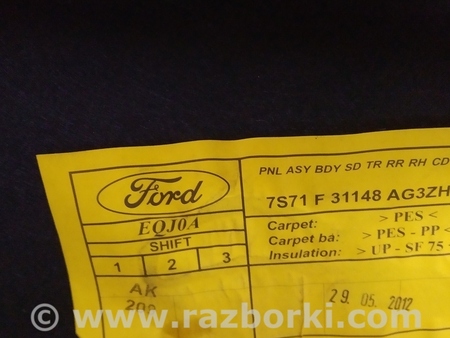 PNL ASY BDY SD TR RR RH CD
Ford
7S71 F 31148 AG3ZH
EQJ0A
Carpet: > PES <
SHIFT
Carpet ba: > PES - PP <
1 2 3
Insulation: > UP - SF 75 <
AK
29. 05. 2012
200
© www.razborki.com